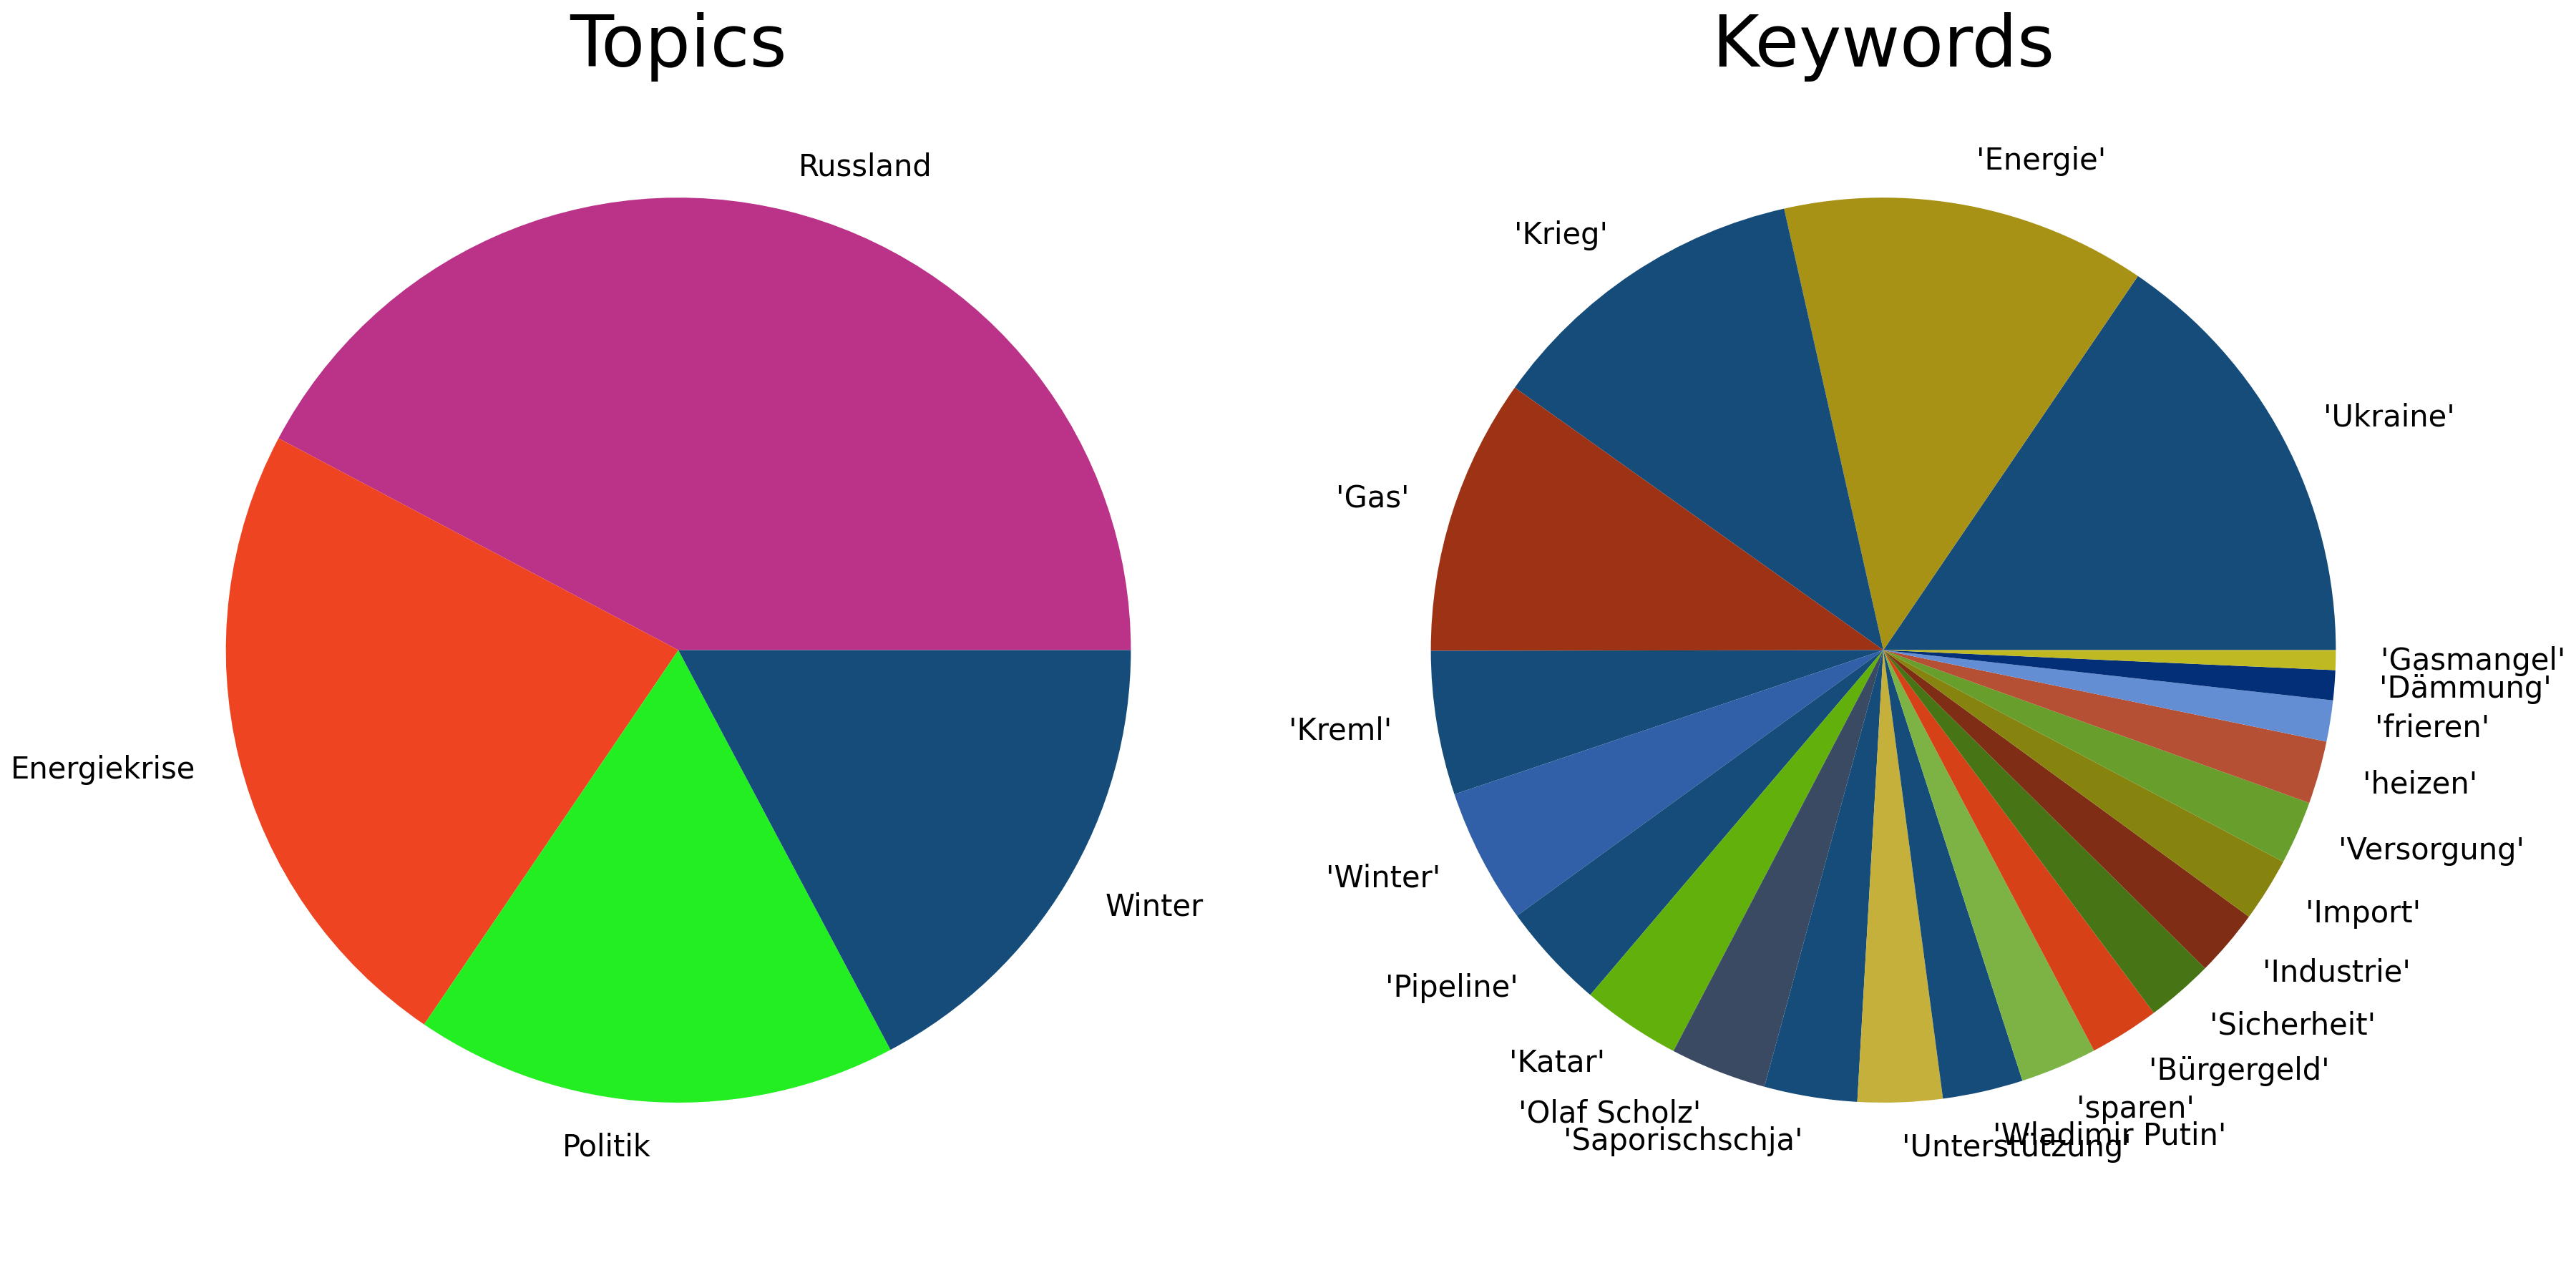 Topics
Keywords
Russland
Energiekrise
Politik
Winter
'Energie'
'Krieg'
'Ukraine'
'Gas'
'Kreml'
'Winter'
'Pipeline'
'Katar'
'Olaf Scholz'
'Saporischschja'
'Unterstützung'
'Wladimir Putin'
'sparen'
'Bürgergeld'
'Sicherheit'
'Industrie'
'Import'
'Versorgung'
'heizen'
'frieren'
'Dämmung'
'Gasmangel'